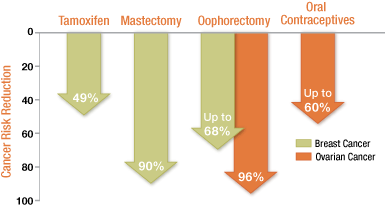 Oral
Tamoxifen Mastectomy Oophorectomy Contraceptives
0
20
40
60
80
100
Cancer Risk Reduction
49%
90%
Up to
68%
96%
Up to
60%
Breast Cancer
Ovarian Cancer